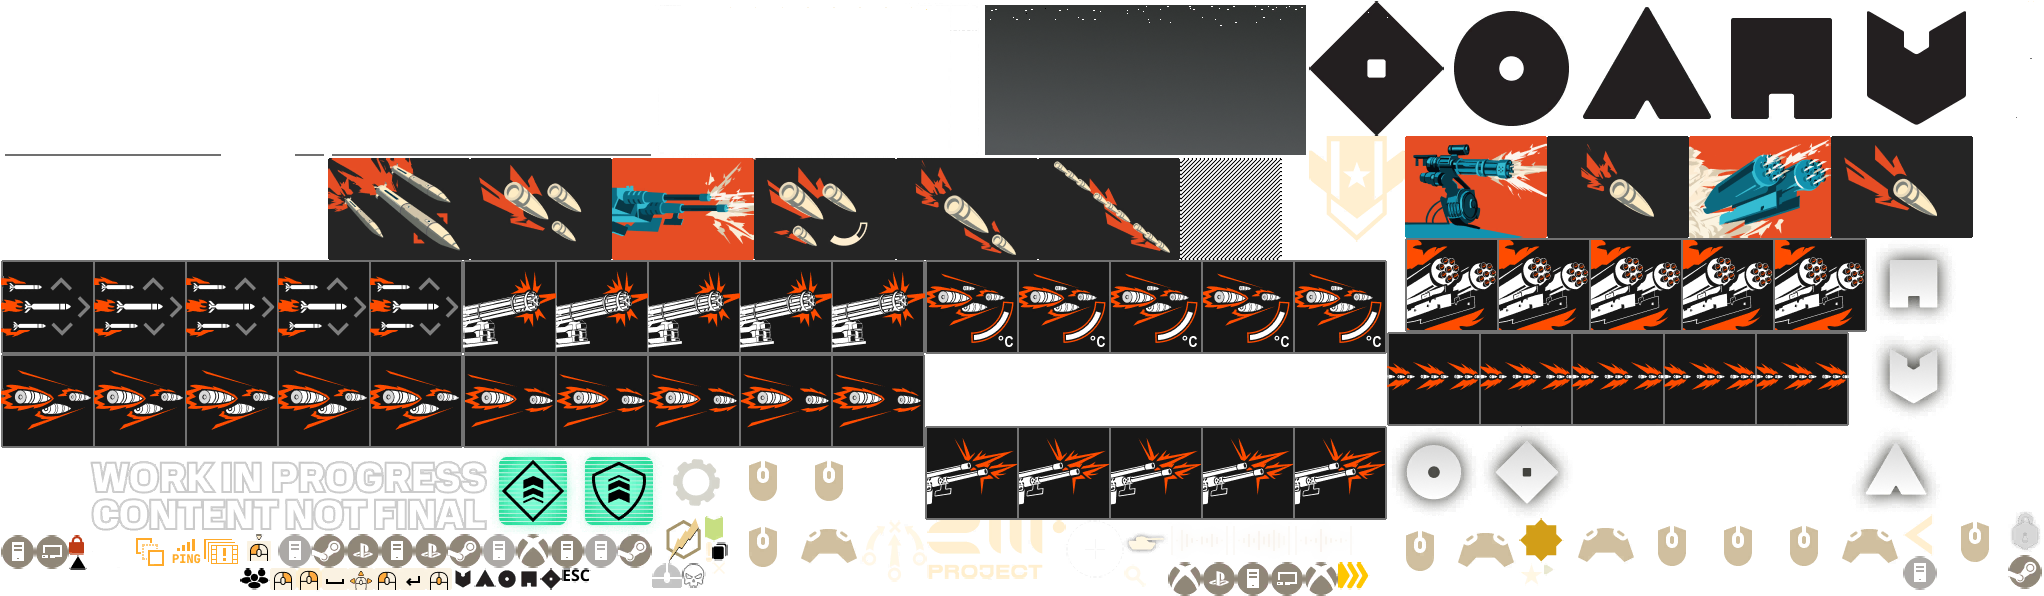 °C °C °C °C °C
WORK IN PROGRESS
CONTENT NOT FINAL
PING
ESC
PROJECT